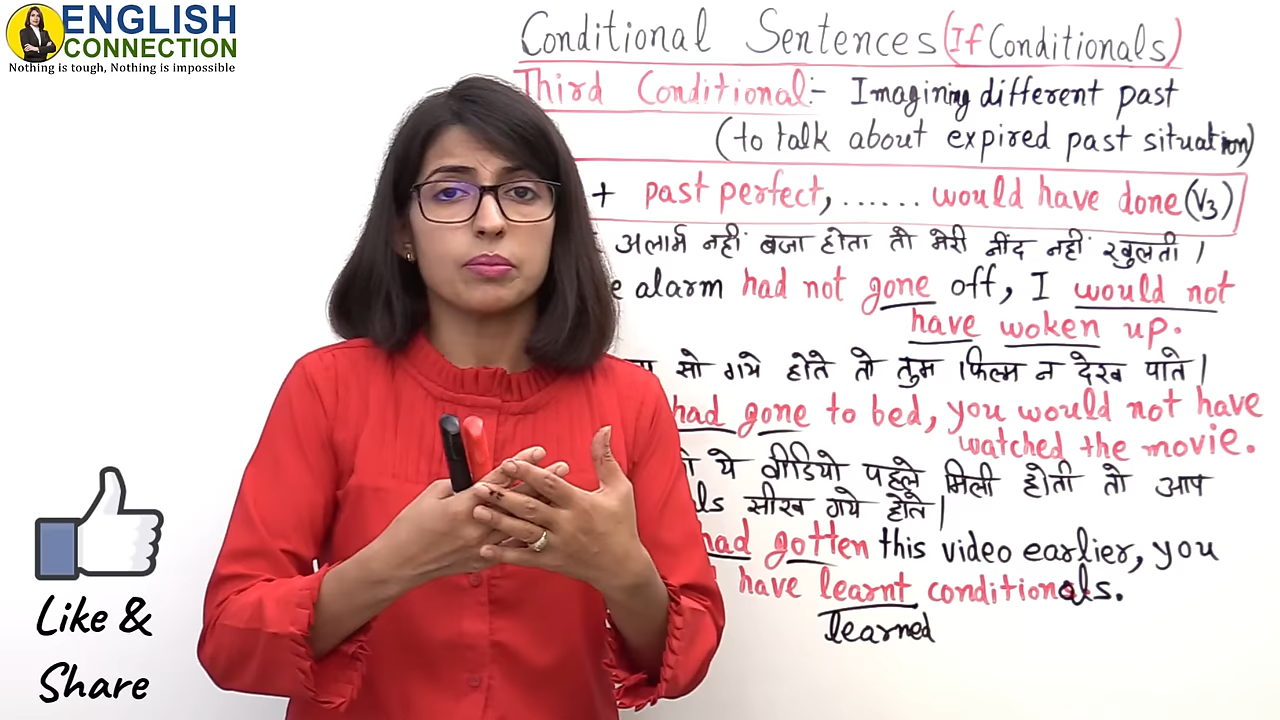 ENGLISH
CONNECTION
Nothing is tough, Nothing is impossible
Conditional Sentences (If Conditionals)
Third Conditional:- Imagining different past
(to talk about expired past situation)
+ past perfect, ...... would have done (V3)
अलार्म नहीं बजा होता तो मेरी नींद नहीं खुलती ।
alarm had not gone off, I would not
have woken up.
सो गये होते तो तुम फिल्म न देख पाते ।
had gone to bed, you would not have
watched the movie.
ये वीडियो पहले मिली होती तो आप
सीख गये होते ।
had gotten this video earlier, you
have learnt conditionals.
learned
Like &
Share